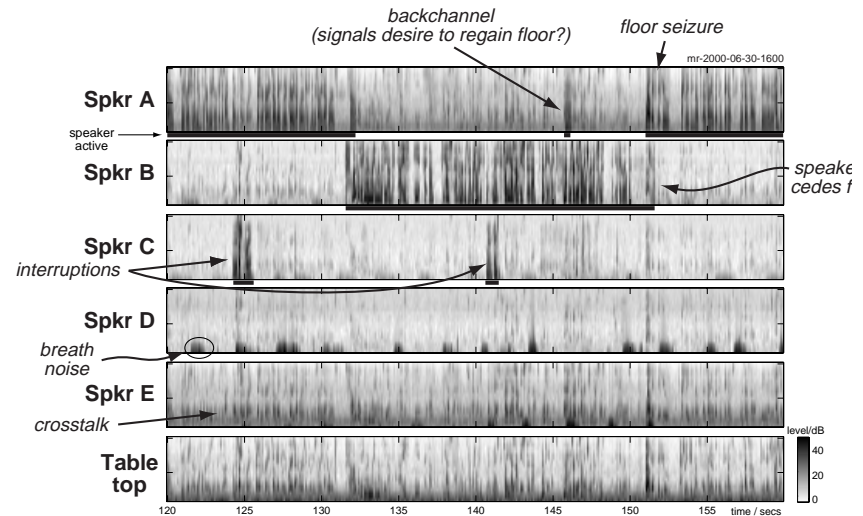 backchannel
(signals desire to regain floor?)
floor seizure
mr-2000-06-30-1600
Spkr A
speaker
active
Spkr B
speake
cedes f
Spkr C
interruptions
Spkr D
breath
noise
Spkr E
crosstalk
level/dB
40
20
0
Table
top
120 125 130 135 140 145 150 155 time / secs